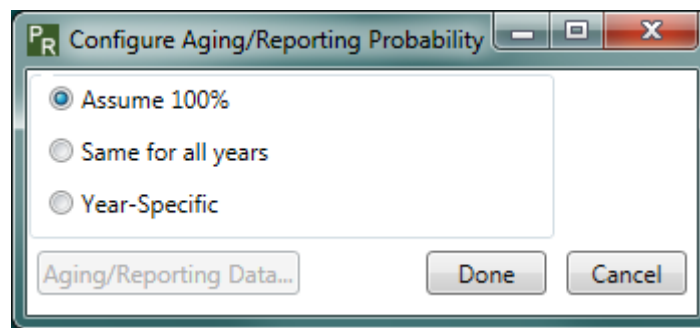 PR Configure Aging/Reporting Probability
Assume 100%
Same for all years
Year-Specific
Aging/Reporting Data... Done Cancel